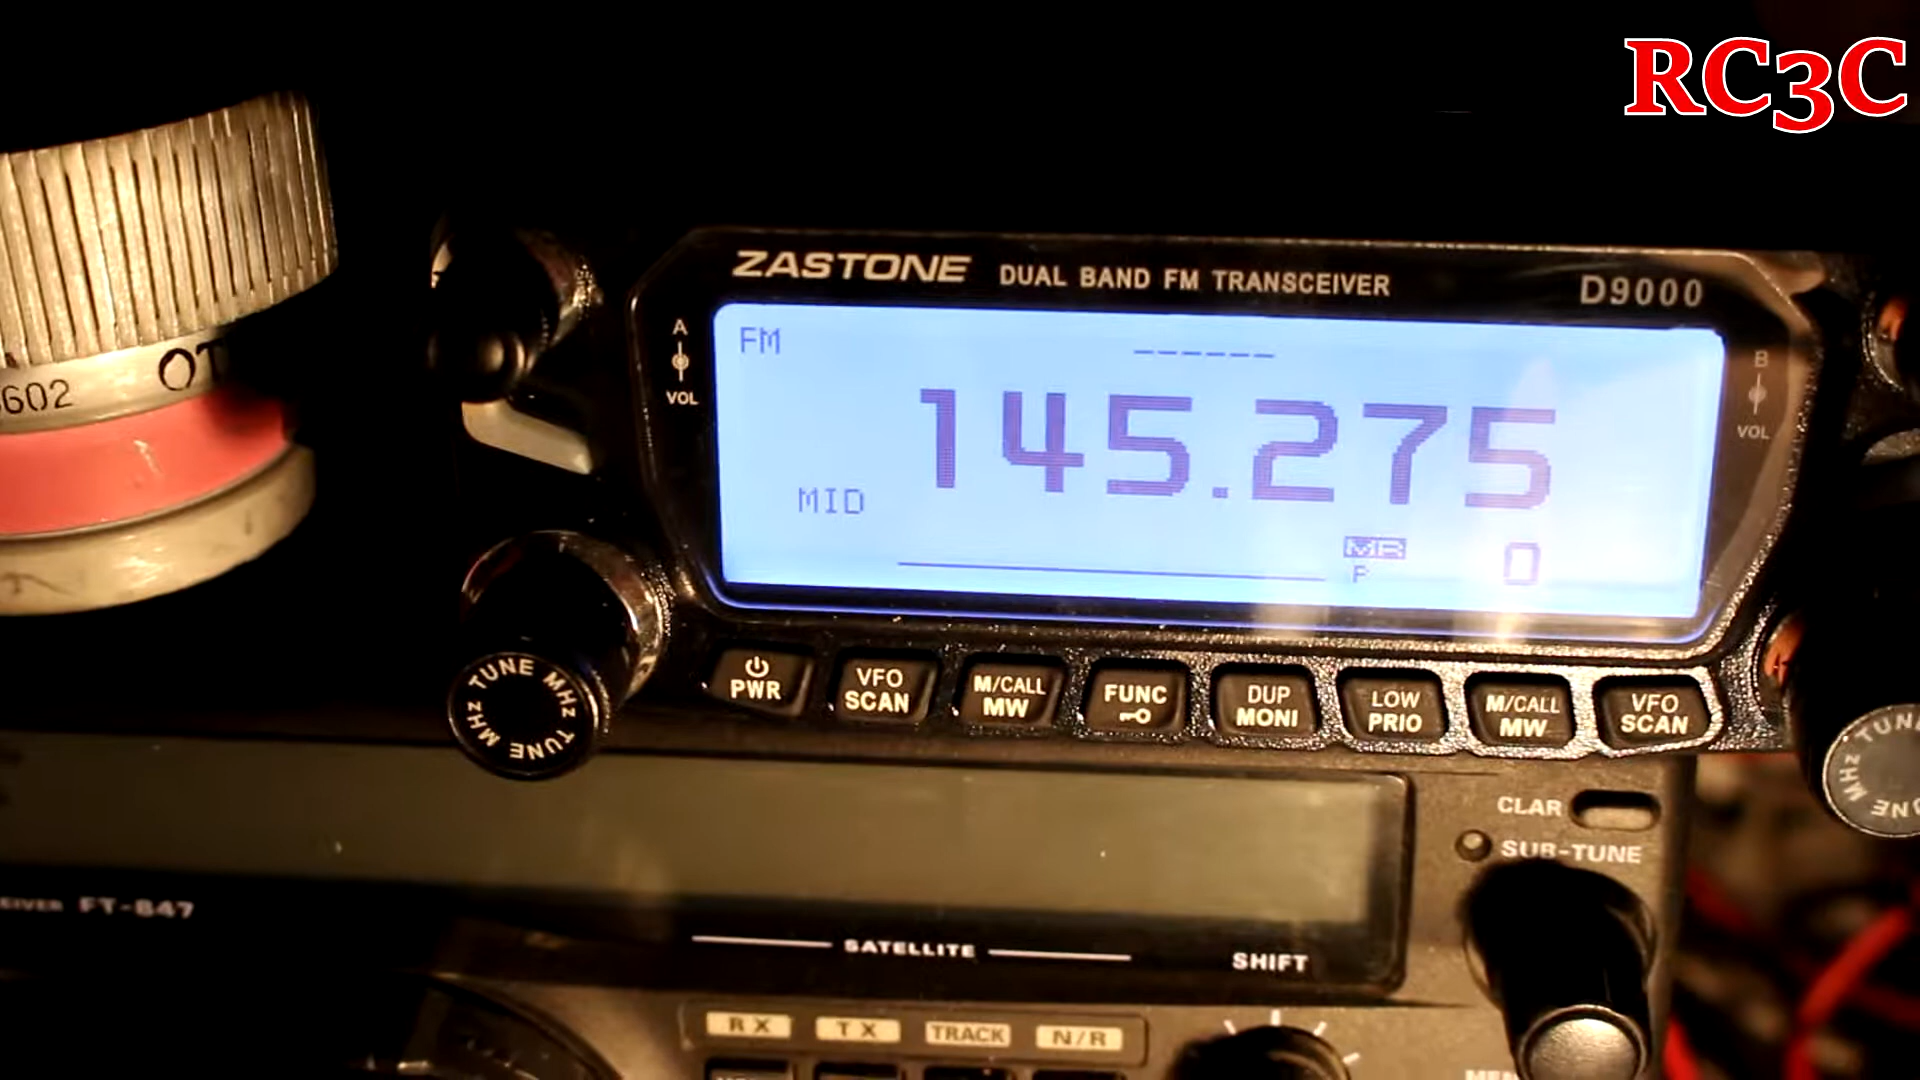 RC3C
ZASTONE DUAL BAND FM TRANSCEIVER D9000
A
VOL
B
VOL
FM
------
145.275
MID
MR
P
0
602 OT
TUNE MHz TUNE MHz
PWR
VFO SCAN
M/CALL MW
FUNC
DUP MONI
LOW PRIO
M/CALL MW
VFO SCAN
CLAR
SUB-TUNE
FT-847
SATELLITE
SHIFT
RX
TX
TRACK
N/R